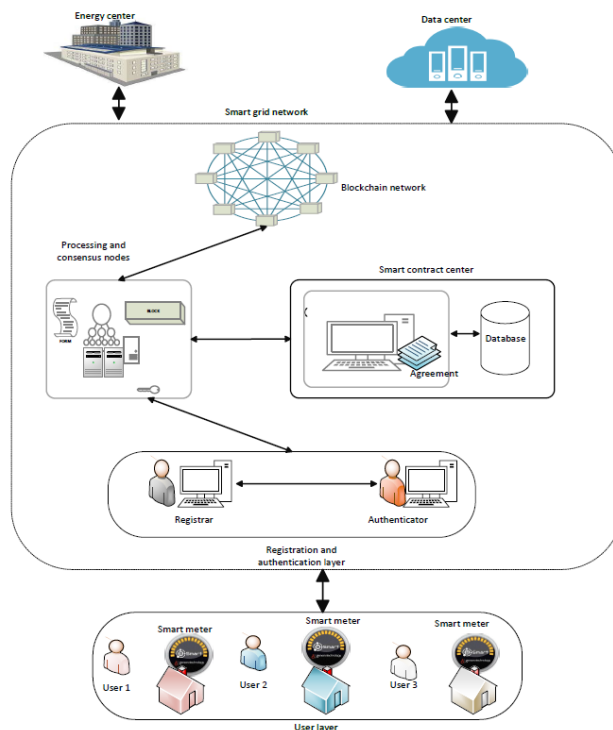 Energy center
Data center
Smart grid network
Blockchain network
Processing and
consensus nodes
Smart contract center
BLOCK
FORM
Agreement
Database
Registrar
Authenticator
Registration and
authentication layer
Smart meter
Smart meter
Smart meter
User 1
User 2
User 3
User layer